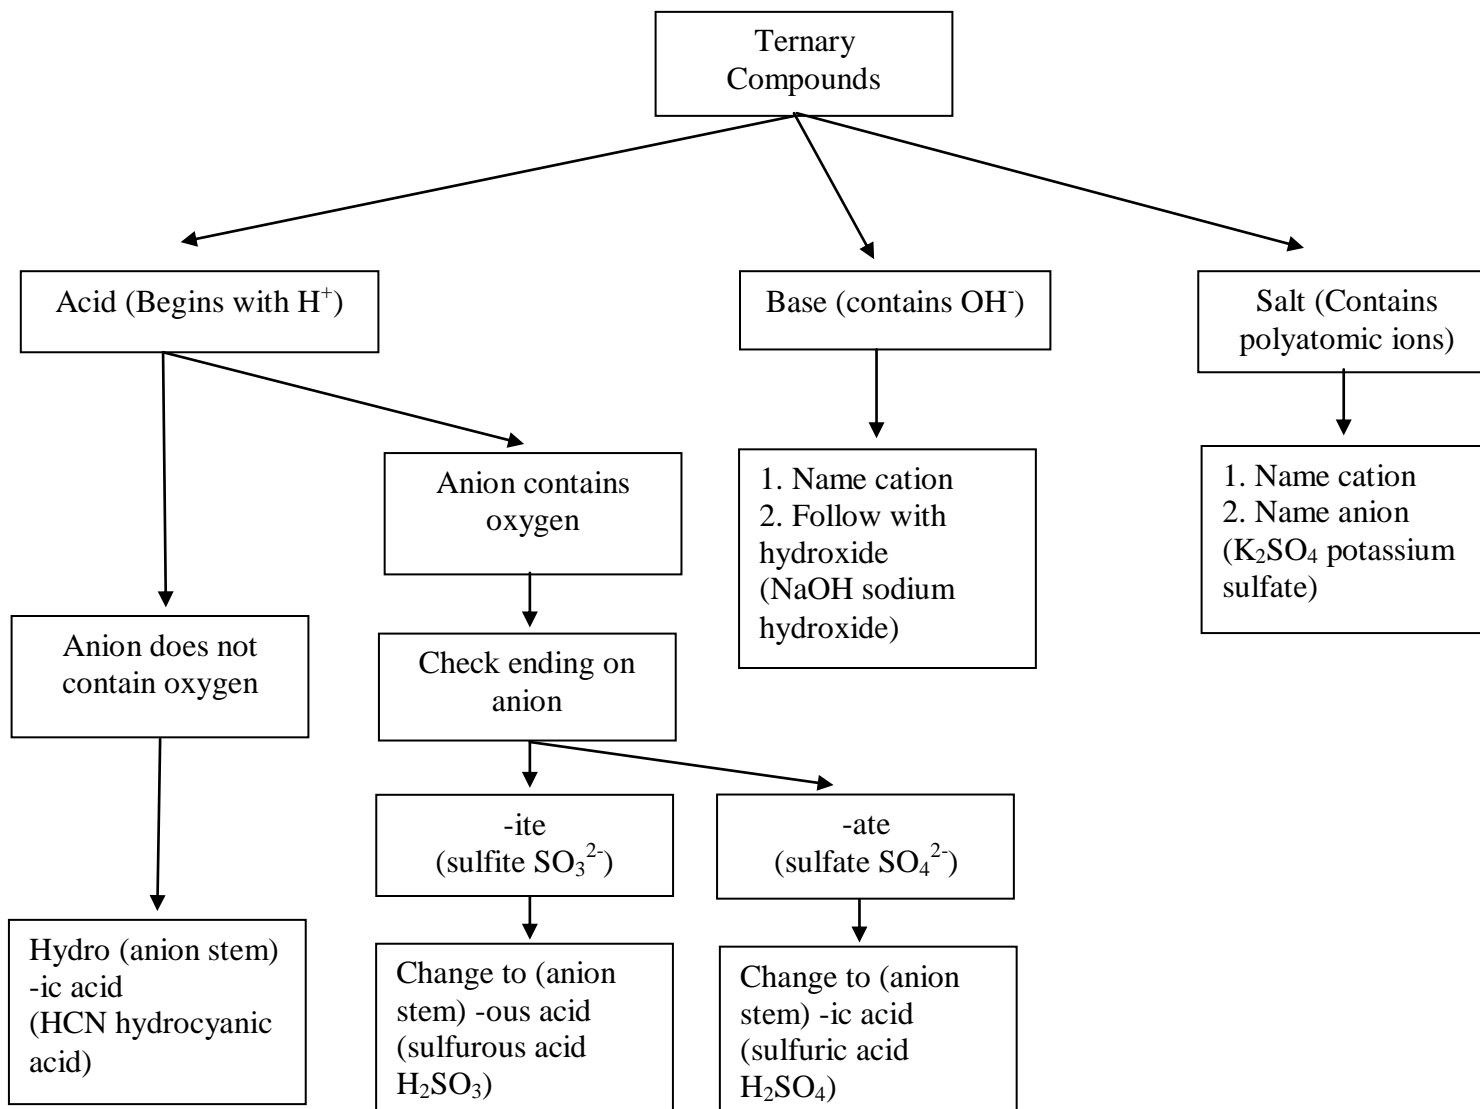 Ternary
Compounds
Acid (Begins with H⁺)
Base (contains OH⁻)
Salt (Contains
polyatomic ions)
Anion contains
oxygen
1. Name cation
2. Follow with
hydroxide
(NaOH sodium
hydroxide)
1. Name cation
2. Name anion
(K₂SO₄ potassium
sulfate)
Anion does not
contain oxygen
Check ending on
anion
-ite
(sulfite SO₃²⁻)
-ate
(sulfate SO₄²⁻)
Hydro (anion stem)
-ic acid
(HCN hydrocyanic
acid)
Change to (anion
stem) -ous acid
(sulfurous acid
H₂SO₃)
Change to (anion
stem) -ic acid
(sulfuric acid
H₂SO₄)